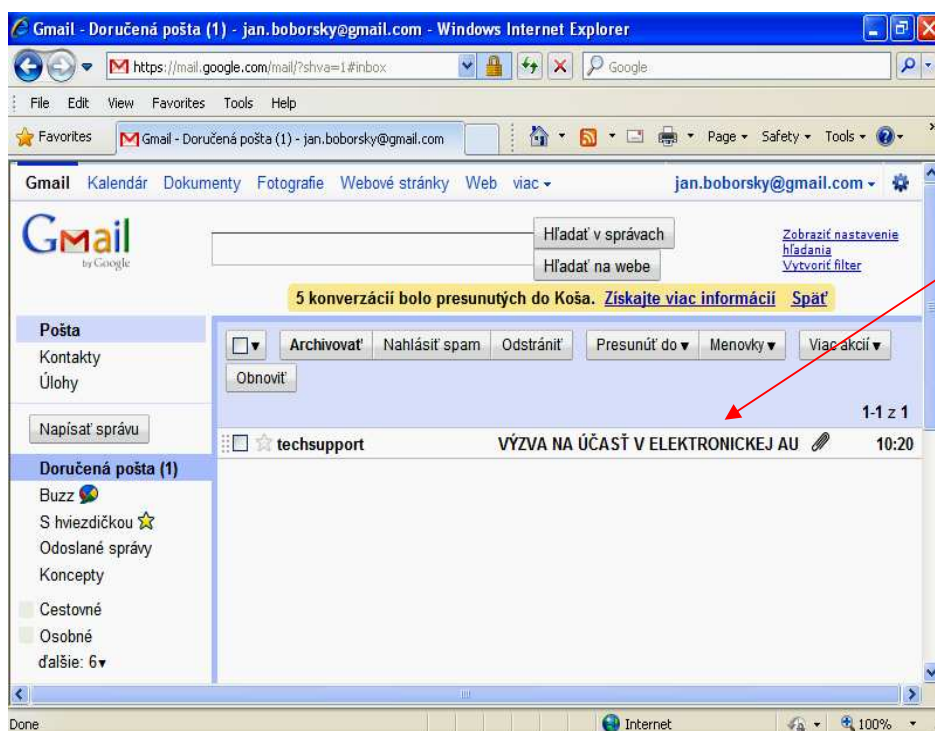 Gmail - Doručená pošta (1) - jan.boborsky@gmail.com - Windows Internet Explorer
https://mail.google.com/mail/?shva=1#inbox Google
File Edit View Favorites Tools Help
Favorites Gmail - Doručená pošta (1) - jan.boborsky@gmail.com Page Safety Tools
Gmail Kalendár Dokumenty Fotografie Webové stránky Web viac jan.boborsky@gmail.com
Gmail
by Google
Hľadať v správach
Hľadať na webe
Zobraziť nastavenie
hľadania
Vytvoriť filter
5 konverzácií bolo presunutých do Koša. Získajte viac informácií Späť
Pošta
Kontakty
Úlohy
Archivovať Nahlásiť spam Odstrániť Presunúť do Menovky Viac akcií
Obnoviť
1-1 z 1
Napísať správu
techsupport VÝZVA NA ÚČASŤ V ELEKTRONICKEJ AU 10:20
Doručená pošta (1)
Buzz
S hviezdičkou
Odoslané správy
Koncepty
Cestovné
Osobné
ďalšie: 6
Done Internet 100%